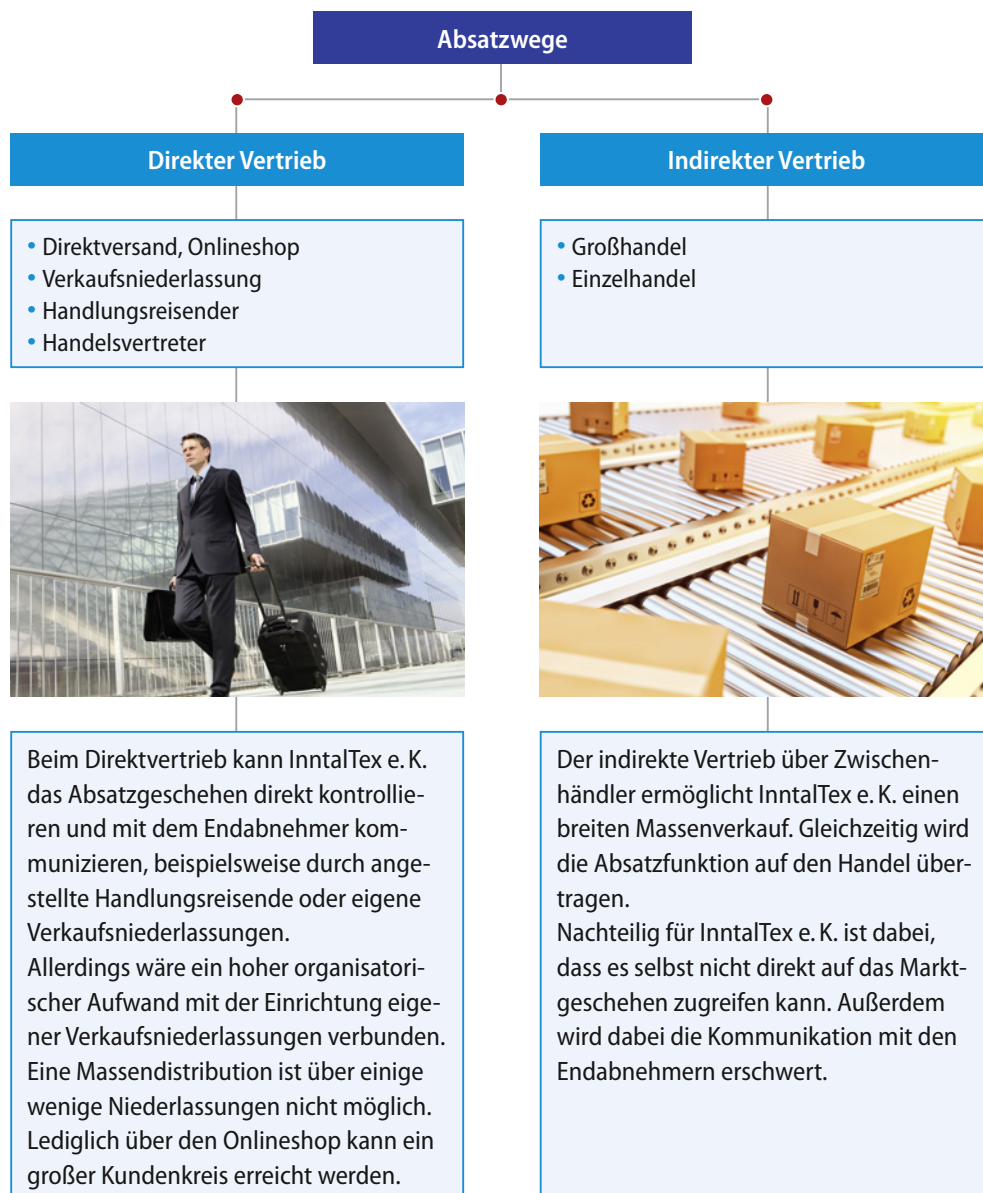 Absatzwege
Direkter Vertrieb
• Direktversand, Onlineshop
• Verkaufsniederlassung
• Handlungsreisender
• Handelsvertreter
Beim Direktvertrieb kann InntalTex e. K.
das Absatzgeschehen direkt kontrollie-
ren und mit dem Endabnehmer kom-
munizieren, beispielsweise durch ange-
stellte Handlungsreisende oder eigene
Verkaufsniederlassungen.
Allerdings wäre ein hoher organisatori-
scher Aufwand mit der Einrichtung eige-
ner Verkaufsniederlassungen verbunden.
Eine Massendistribution ist über einige
wenige Niederlassungen nicht möglich.
Lediglich über den Onlineshop kann ein
großer Kundenkreis erreicht werden.
Indirekter Vertrieb
• Großhandel
• Einzelhandel
Der indirekte Vertrieb über Zwischen-
händler ermöglicht InntalTex e. K. einen
breiten Massenverkauf. Gleichzeitig wird
die Absatzfunktion auf den Handel über-
tragen.
Nachteilig für InntalTex e. K. ist dabei,
dass es selbst nicht direkt auf das Markt-
geschehen zugreifen kann. Außerdem
wird dabei die Kommunikation mit den
Endabnehmern erschwert.